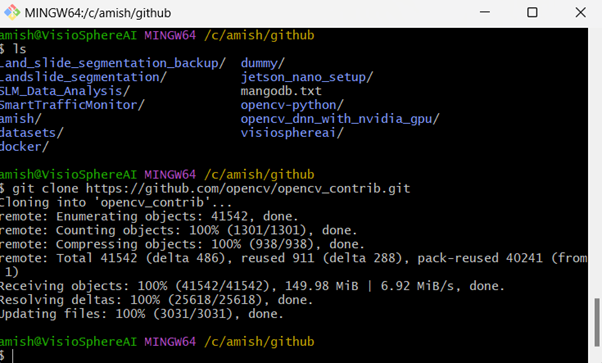 MINGW64:/c/amish/github
amish@VisioSphereAI MINGW64 /c/amish/github
$ ls
Land_slide_segmentation_backup/  dummy/
Landslide_segmentation/          jetson_nano_setup/
SLM_Data_Analysis/               mangodb.txt
SmartTrafficMonitor/             opencv-python/
amish/                           opencv_dnn_with_nvidia_gpu/
datasets/                        visiosphereai/
docker/
amish@VisioSphereAI MINGW64 /c/amish/github
$ git clone https://github.com/opencv/opencv_contrib.git
Cloning into 'opencv_contrib'...
remote: Enumerating objects: 41542, done.
remote: Counting objects: 100% (1301/1301), done.
remote: Compressing objects: 100% (938/938), done.
remote: Total 41542 (delta 486), reused 911 (delta 288), pack-reused 40241 (from
 1)
Receiving objects: 100% (41542/41542), 149.98 MiB | 6.92 MiB/s, done.
Resolving deltas: 100% (25618/25618), done.
Updating files: 100% (3031/3031), done.
amish@VisioSphereAI MINGW64 /c/amish/github
$